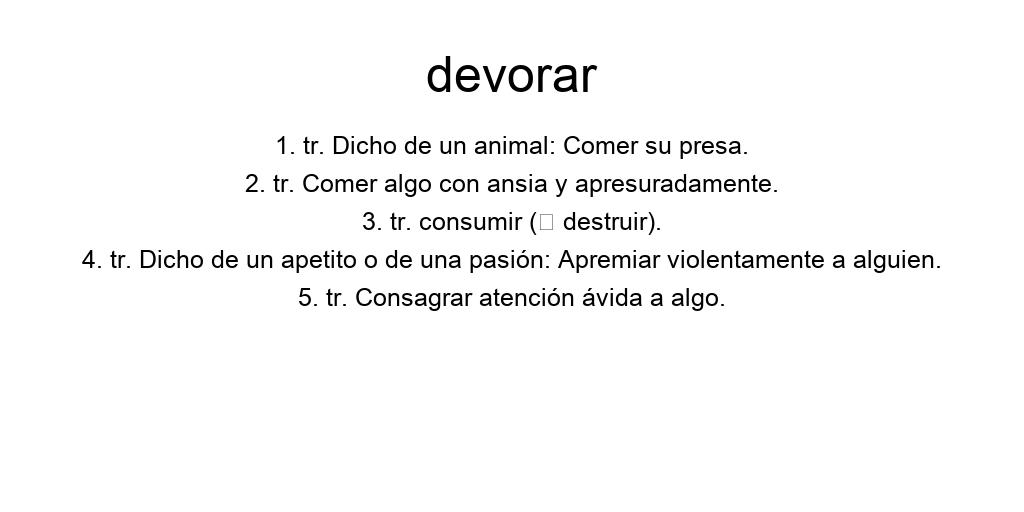 devorar
1. tr. Dicho de un animal: Comer su presa.
2. tr. Comer algo con ansia y apresuradamente.
3. tr. consumir (□ destruir).
4. tr. Dicho de un apetito o de una pasión: Apremiar violentamente a alguien.
5. tr. Consagrar atención ávida a algo.